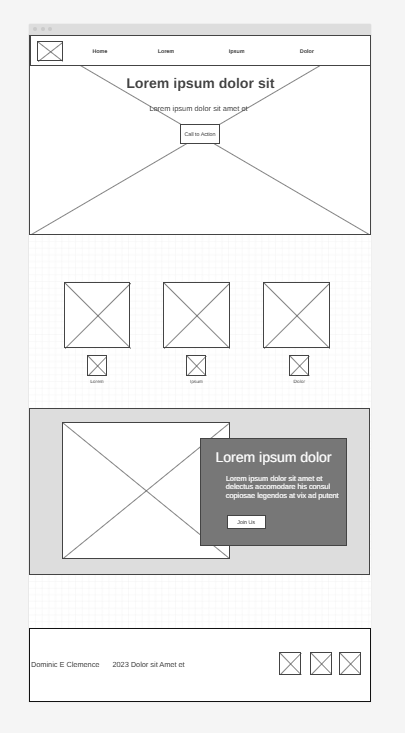 Home Lorem Ipsum Dolor
Lorem ipsum dolor sit
Lorem ipsum dolor sit amet et
Call to Action
Lorem Ipsum Dolor
Lorem ipsum dolor
Lorem ipsum dolor sit amet et
delectus accomodare his consul
copiosae legendos at vix ad putent
Join Us
Dominic E Clemence 2023 Dolor sit Amet et